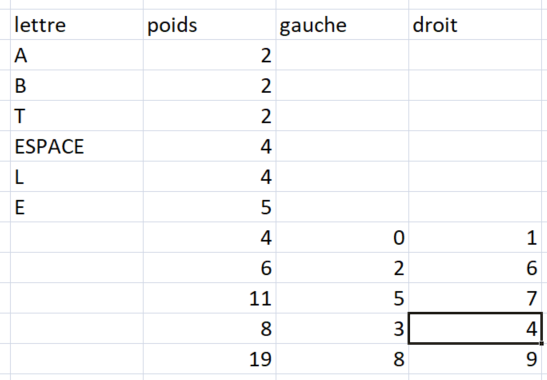 lettre poids gauche droit
A 2
B 2
T 2
ESPACE 4
L 4
E 5
4 0 1
6 2 6
11 5 7
8 3 4
19 8 9